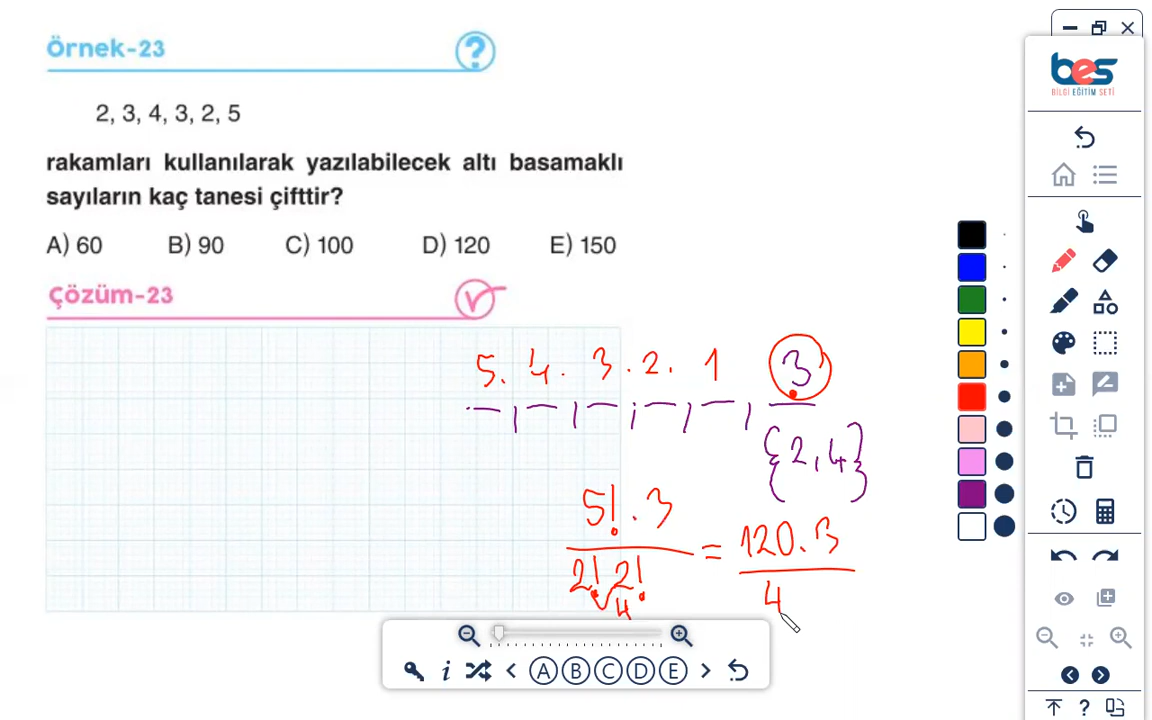 Örnek-23
?
2, 3, 4, 3, 2, 5
rakamları kullanılarak yazılabilecek altı basamaklı
sayıların kaç tanesi çifttir?
A) 60 B) 90 C) 100 D) 120 E) 150
Çözüm-23
5. 4. 3. 2. 1 3
{2,4}
5! . 3
2! 2!
4
= 120.3
4
bes
BİLGİ EĞİTİM SETİ
i A B C D E
?